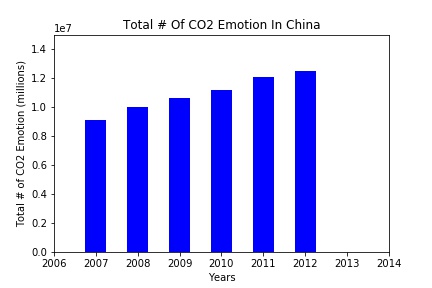 Total # Of CO2 Emotion In China
1e7
1.4
1.2
1.0
0.8
0.6
0.4
0.2
0.0
Total # of CO2 Emotion (millions)
2006 2007 2008 2009 2010 2011 2012 2013 2014
Years